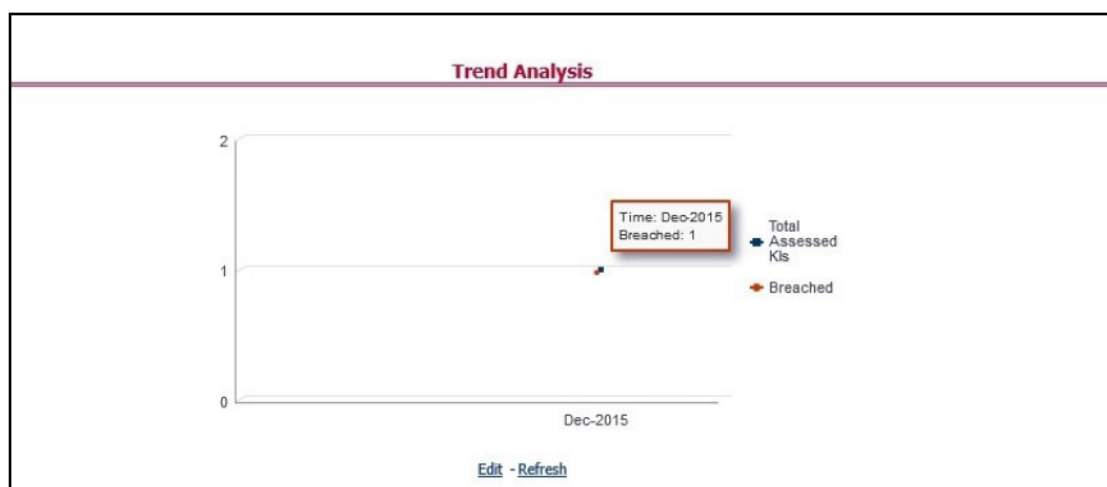 Trend Analysis
2
Time: Dec-2015
Breached: 1
Total
Assessed
KIs
1
Breached
0
Dec-2015
Edit - Refresh